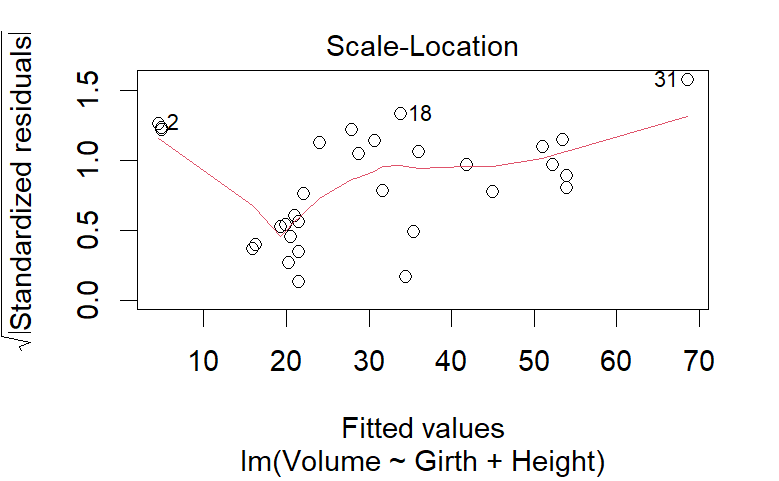 Scale-Location
√|Standardized residuals|
0.0 0.5 1.0 1.5
2
18
31
10 20 30 40 50 60 70
Fitted values
lm(Volume ~ Girth + Height)